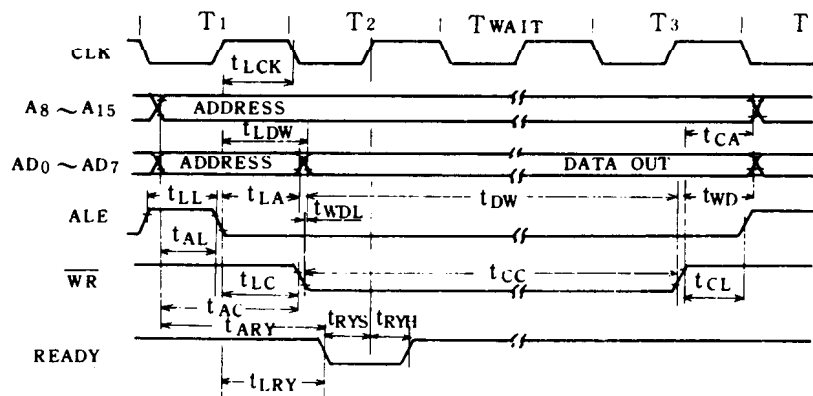 T1 T2 TWAIT T3 T
CLK
tLCK
A8~A15 ADDRESS
tLDW tCA
AD0~AD7 ADDRESS DATA OUT
tLL tLA tWDL tDW tWD
ALE
tAL
WR tLC tCC tCL
tAC
tARY tRYS tRYH
READY
tLRY